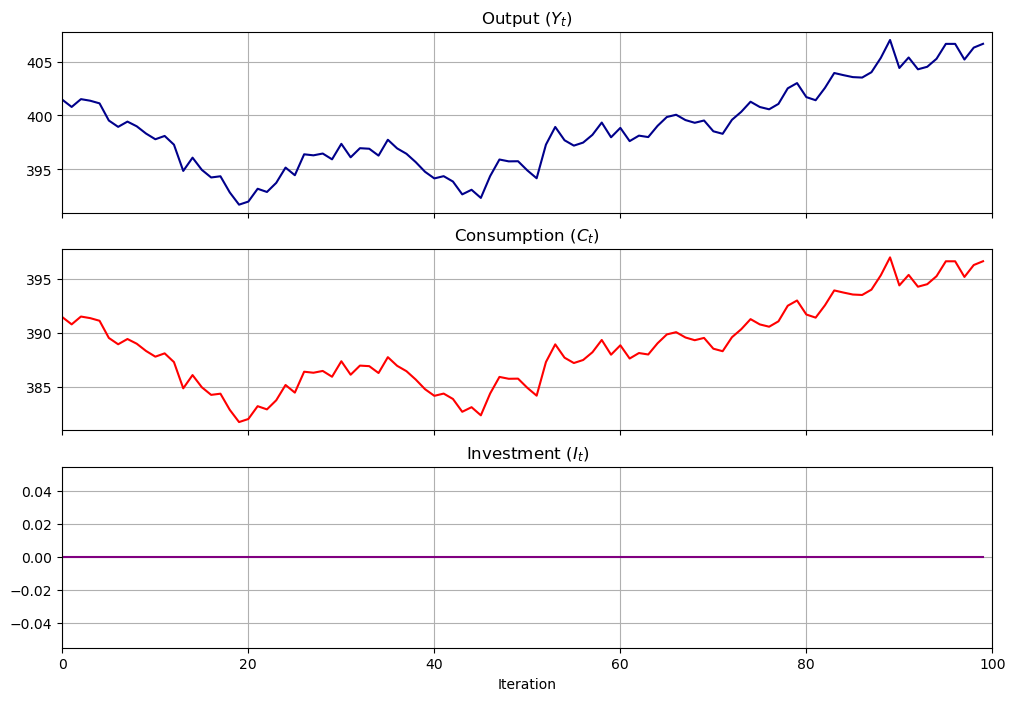 Output (Y_t)
405
400
395
Consumption (C_t)
395
390
385
Investment (I_t)
0.04
0.02
0.00
−0.02
−0.04
0 20 40 60 80 100
Iteration